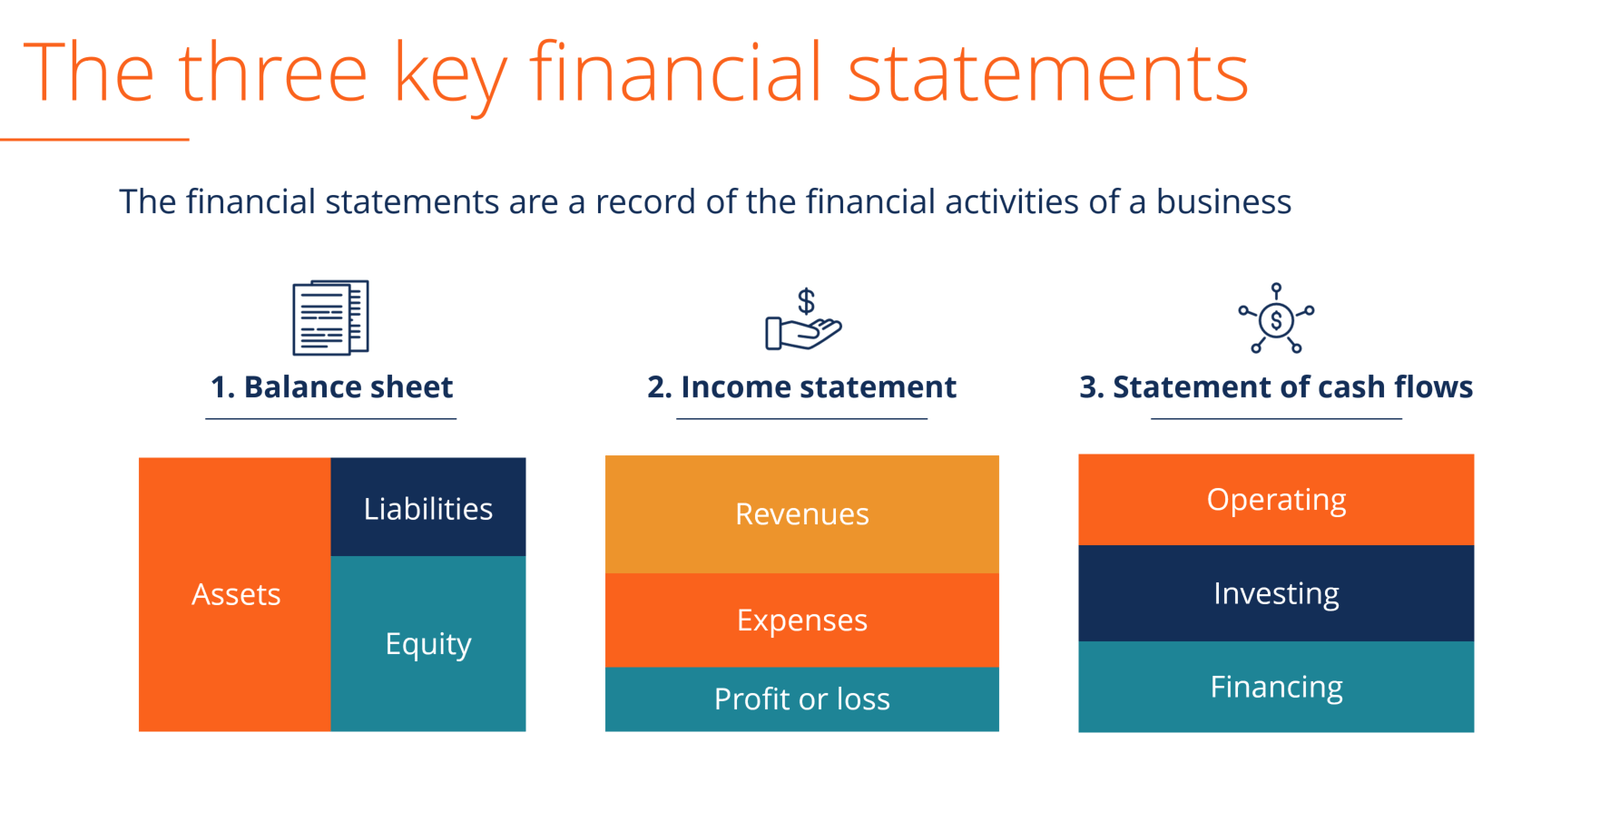 The three key financial statements
The financial statements are a record of the financial activities of a business
$
$
1. Balance sheet
2. Income statement
3. Statement of cash flows
Assets
Liabilities
Equity
Revenues
Expenses
Profit or loss
Operating
Investing
Financing